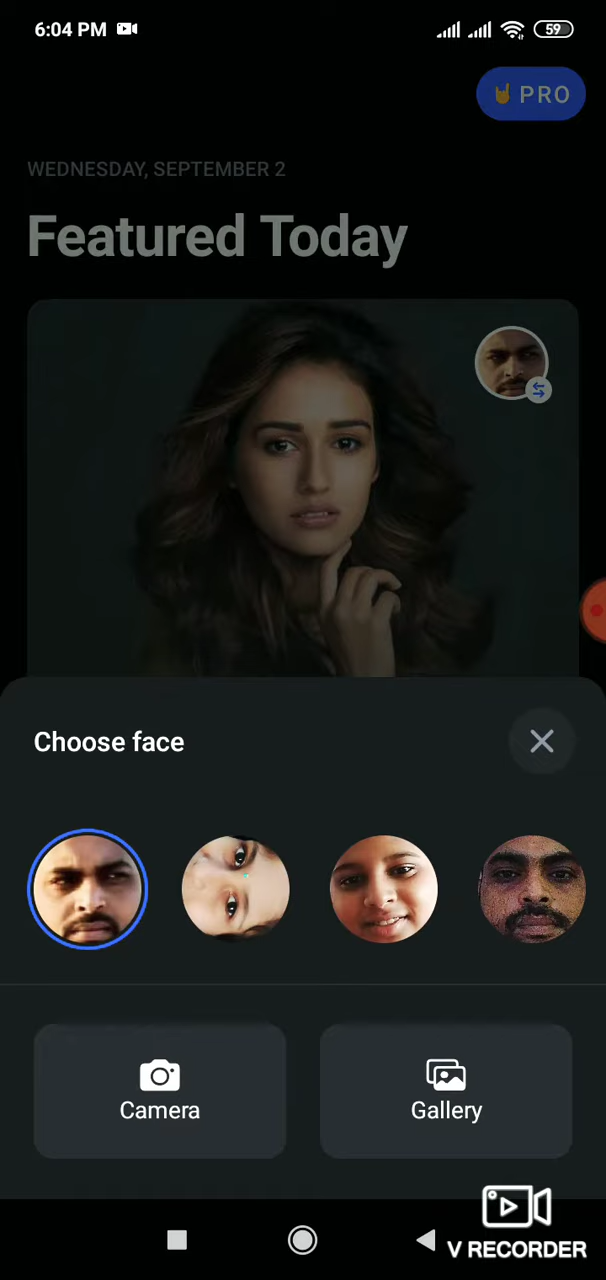 6:04 PM
59
PRO
WEDNESDAY, SEPTEMBER 2
Featured Today
Choose face
Camera
Gallery
V RECORDER